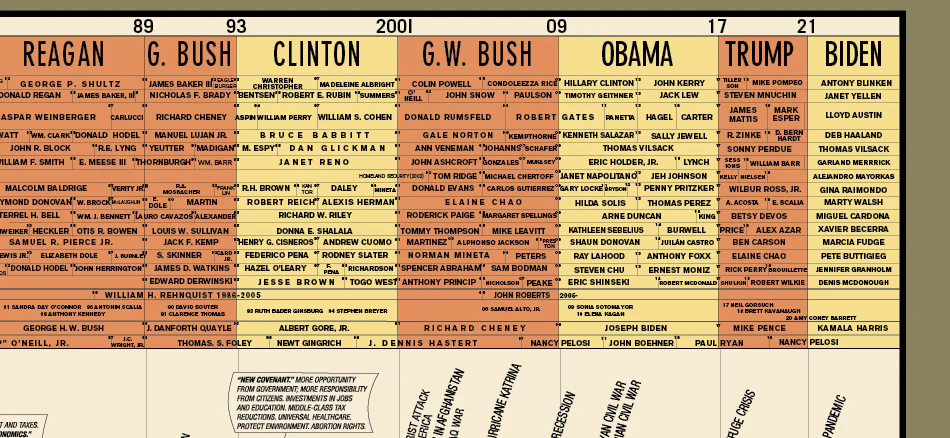 89 93 2001 09 17 21
REAGAN G. BUSH CLINTON G.W. BUSH OBAMA TRUMP BIDEN
GEORGE P. SHULTZ JAMES BAKER III EAGLEBURGER WARREN CHRISTOPHER MADELEINE ALBRIGHT COLIN POWELL CONDOLEEZZA RICE HILLARY CLINTON JOHN KERRY TILLERSON MIKE POMPEO ANTONY BLINKEN
DONALD REGAN JAMES BAKER, III NICHOLAS F. BRADY BENTSEN ROBERT E. RUBIN SUMMERS O'NEILL JOHN SNOW PAULSON TIMOTHY GEITHNER JACK LEW STEVEN MNUCHIN JANET YELLEN
ASPAR WEINBERGER CARLUCCI RICHARD CHENEY ASPIN WILLIAM PERRY WILLIAM S. COHEN DONALD RUMSFELD ROBERT GATES PANETTA HAGEL CARTER JAMES MATTIS MARK ESPER LLOYD AUSTIN
WATT WM. CLARK DONALD HODEL MANUEL LUJAN JR. BRUCE BABBITT GALE NORTON KEMPTHORNE KENNETH SALAZAR SALLY JEWELL R. ZINKE D. BERNHARDT DEB HAALAND
JOHN R. BLOCK R.E. LYNG YEUTTER MADIGAN M. ESPY DAN GLICKMAN ANN VENEMAN JOHANNS SCHAFER THOMAS VILSACK SONNY PERDUE THOMAS VILSACK
WILLIAM F. SMITH E. MEESE III THORNBURGH WM. BARR JANET RENO JOHN ASHCROFT GONZALES MUKASEY ERIC HOLDER, JR. LYNCH SESSIONS WILLIAM BARR GARLAND MERRRICK
HOMELAND SECURITY (2002) TOM RIDGE MICHAEL CHERTOFF JANET NAPOLITANO JEH JOHNSON KELLY NIELSEN ALEJANDRO MAYORKAS
MALCOLM BALDRIGE VERITY JR. R.A. MOSBACHER FRANKLIN R.H. BROWN KANTOR DALEY MINETA DONALD EVANS CARLOS GUTIERREZ GARY LOCKE BRYSON PENNY PRITZKER WILBUR ROSS, JR. GINA RAIMONDO
RAYMOND DONOVAN W. BROCK McLAUGHLIN E. DOLE MARTIN ROBERT REICH ALEXIS HERMAN ELAINE CHAO HILDA SOLIS THOMAS PEREZ A. ACOSTA E. SCALIA MARTY WALSH
TERREL H. BELL WM. J. BENNETT LAURO CAVAZOS ALEXANDER RICHARD W. RILEY RODERICK PAIGE MARGARET SPELLINGS ARNE DUNCAN KING BETSY DEVOS MIGUEL CARDONA
WEIKER HECKLER OTIS R. BOWEN LOUIS W. SULLIVAN DONNA E. SHALALA TOMMY THOMPSON MIKE LEAVITT KATHLEEN SEBELIUS BURWELL PRICE ALEX AZAR XAVIER BECERRA
SAMUEL R. PIERCE JR. JACK F. KEMP HENRY G. CISNEROS ANDREW CUOMO MARTINEZ ALPHONSO JACKSON PRESTON SHAUN DONOVAN JUILÁN CASTRO BEN CARSON MARCIA FUDGE
EWIS JR. ELIZABETH DOLE J. BURNLEY S. SKINNER CARD JR. FEDERICO PENA RODNEY SLATER NORMAN MINETA PETERS RAY LAHOOD ANTHONY FOXX ELAINE CHAO PETE BUTTIGIEG
DONALD HODEL JOHN HERRINGTON JAMES D. WATKINS HAZEL O'LEARY F. PENA RICHARDSON SPENCER ABRAHAM SAM BODMAN STEVEN CHU ERNEST MONIZ RICK PERRY BROUILLETTE JENNIFER GRANHOLM
EDWARD DERWINSKI JESSE BROWN TOGO WEST ANTHONY PRINCIPI NICHOLSON PEAKE ERIC SHINSKI ROBERT MCDONALD SHULKIN ROBERT WILKIE DENIS MCDONOUGH
WILLIAM H. REHNQUIST 1986-2005 JOHN ROBERTS 2005-
81 SANDRA DAY O'CONNOR 86 ANTONIN SCALIA 90 DAVID SOUTER 93 RUTH BADER GINSBURG 94 STEPHEN BREYER 06 SAMUEL ALTO, JR. 09 SONIA SOTOMAYOR 17 NEIL GORSUCH
88 ANTHONY KENNEDY 91 CLARENCE THOMAS 10 ELENA KAGAN 18 BRETT KAVANAUGH
20 AMY CONEY BARRETT
GEORGE H.W. BUSH J. DANFORTH QUAYLE ALBERT GORE, JR. RICHARD CHENEY JOSEPH BIDEN MIKE PENCE KAMALA HARRIS
" O'NEILL, JR. J.C. WRIGHT, JR. THOMAS. S. FOLEY NEWT GINGRICH J. DENNIS HASTERT NANCY PELOSI JOHN BOEHNER PAUL RYAN NANCY PELOSI
"NEW COVENANT." MORE OPPORTUNITY
FROM GOVERNMENT; MORE RESPONSIBILITY
FROM CITIZENS. INVESTMENTS IN JOBS
AND EDUCATION. MIDDLE-CLASS TAX
REDUCTIONS. UNIVERSAL HEALTHCARE.
PROTECT ENVIRONMENT. ABORTION RIGHTS.
T AND TAXES.
NOMICS."
RIST ATTACK
ERICA
IN AFGHANISTAN
AQ WAR
RRICANE KATRINA
RECESSION
AN CIVIL WAR
IAN CIVIL WAR
FUGE CRISIS
PANDEMIC